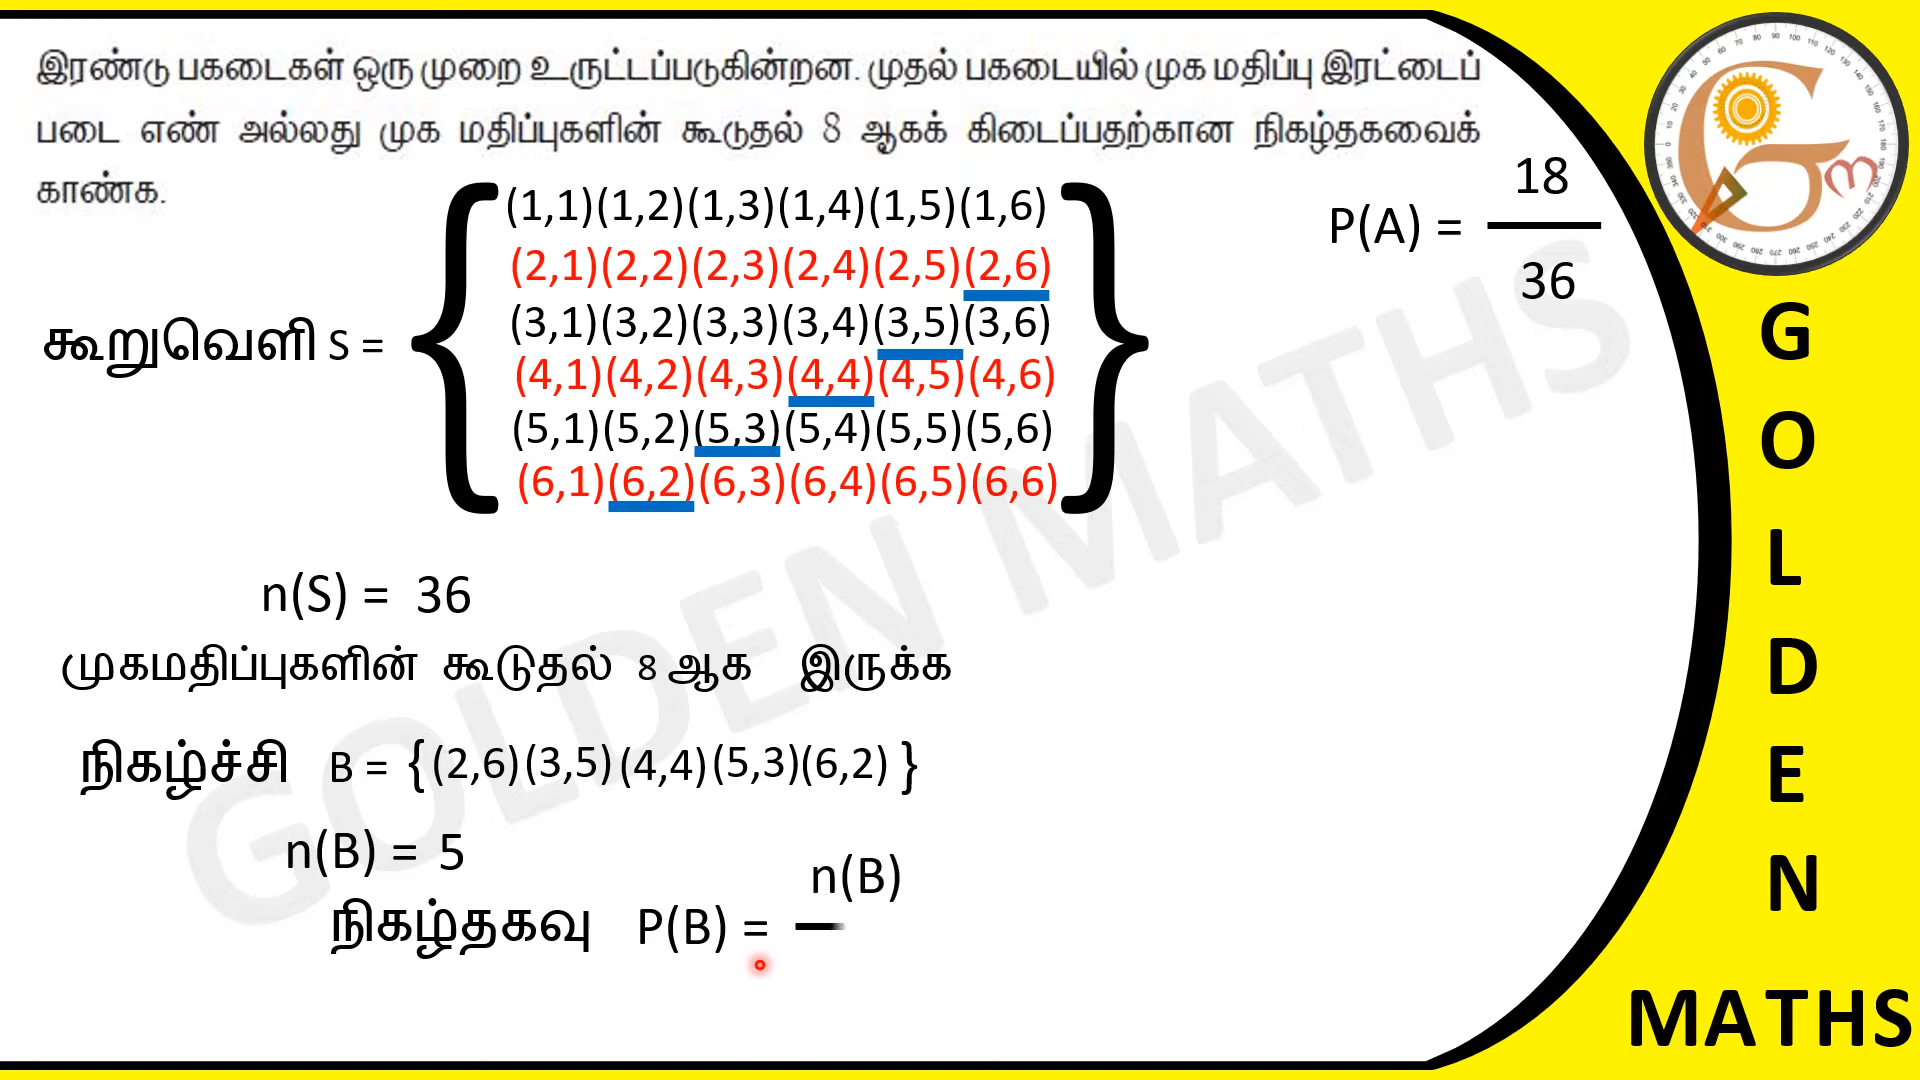 இரண்டு பகடைகள் ஒரு முறை உருட்டப்படுகின்றன. முதல் பகடையில் முக மதிப்பு இரட்டைப்
படை எண் அல்லது முக மதிப்புகளின் கூடுதல் 8 ஆகக் கிடைப்பதற்கான நிகழ்தகவைக்
காண்க.
(1,1)(1,2)(1,3)(1,4)(1,5)(1,6)
(2,1)(2,2)(2,3)(2,4)(2,5)(2,6)
கூறுவெளி S = { (3,1)(3,2)(3,3)(3,4)(3,5)(3,6) }
(4,1)(4,2)(4,3)(4,4)(4,5)(4,6)
(5,1)(5,2)(5,3)(5,4)(5,5)(5,6)
(6,1)(6,2)(6,3)(6,4)(6,5)(6,6)
18
P(A) =
36
n(S) = 36
முகமதிப்புகளின் கூடுதல் 8 ஆக இருக்க
நிகழ்ச்சி B = {(2,6)(3,5)(4,4)(5,3)(6,2) }
n(B) = 5
n(B)
நிகழ்தகவு P(B) =
GOLDEN MATHS
GOLDEN
MATHS